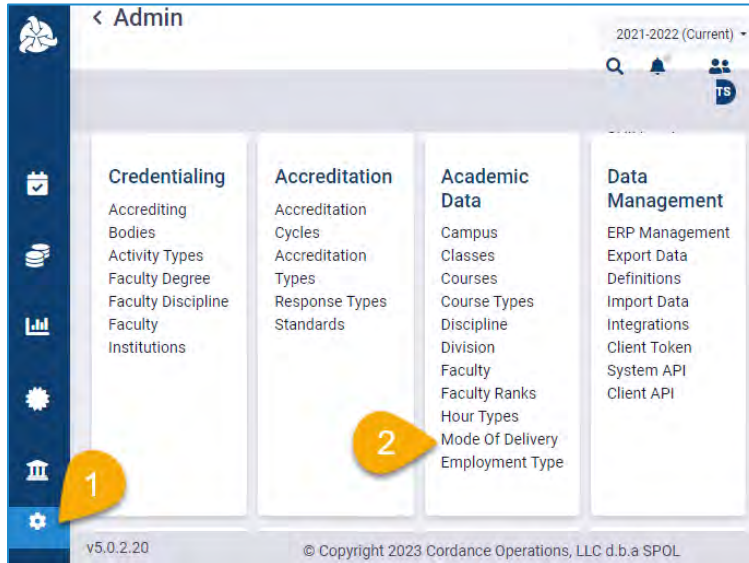 < Admin
2021-2022 (Current)
TS
Credentialing
Accrediting
Bodies
Activity Types
Faculty Degree
Faculty Discipline
Faculty
Institutions
Accreditation
Accreditation
Cycles
Accreditation
Types
Response Types
Standards
Academic
Data
Campus
Classes
Courses
Course Types
Discipline
Division
Faculty
Faculty Ranks
Hour Types
Mode Of Delivery
Employment Type
Data
Management
ERP Management
Export Data
Definitions
Import Data
Integrations
Client Token
System API
Client API
2
1
v5.0.2.20
© Copyright 2023 Cordance Operations, LLC d.b.a SPOL